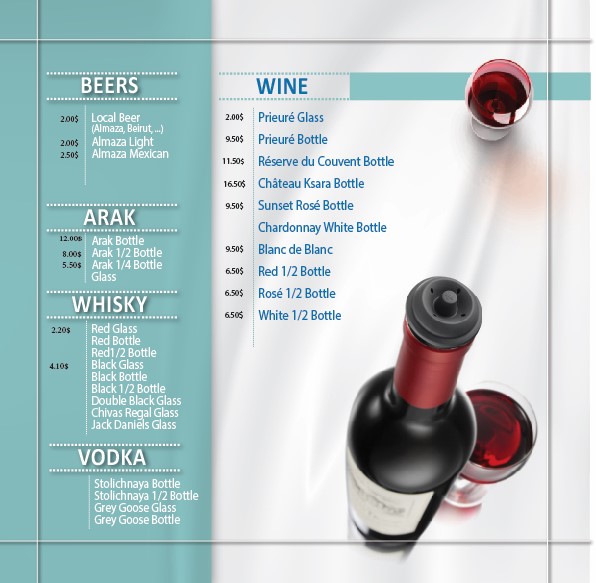 BEERS
2.00$ Local Beer
(Almaza, Beirut, ...)
2.00$ Almaza Light
2.50$ Almaza Mexican
ARAK
12.00$ Arak Bottle
8.00$ Arak 1/2 Bottle
5.50$ Arak 1/4 Bottle
Glass
WHISKY
2.20$ Red Glass
Red Bottle
Red1/2 Bottle
4.10$ Black Glass
Black Bottle
Black 1/2 Bottle
Double Black Glass
Chivas Regal Glass
Jack Daniels Glass
VODKA
Stolichnaya Bottle
Stolichnaya 1/2 Bottle
Grey Goose Glass
Grey Goose Bottle
WINE
2.00$ Prieuré Glass
9.50$ Prieuré Bottle
11.50$ Réserve du Couvent Bottle
16.50$ Château Ksara Bottle
9.50$ Sunset Rosé Bottle
Chardonnay White Bottle
9.50$ Blanc de Blanc
6.50$ Red 1/2 Bottle
6.50$ Rosé 1/2 Bottle
6.50$ White 1/2 Bottle